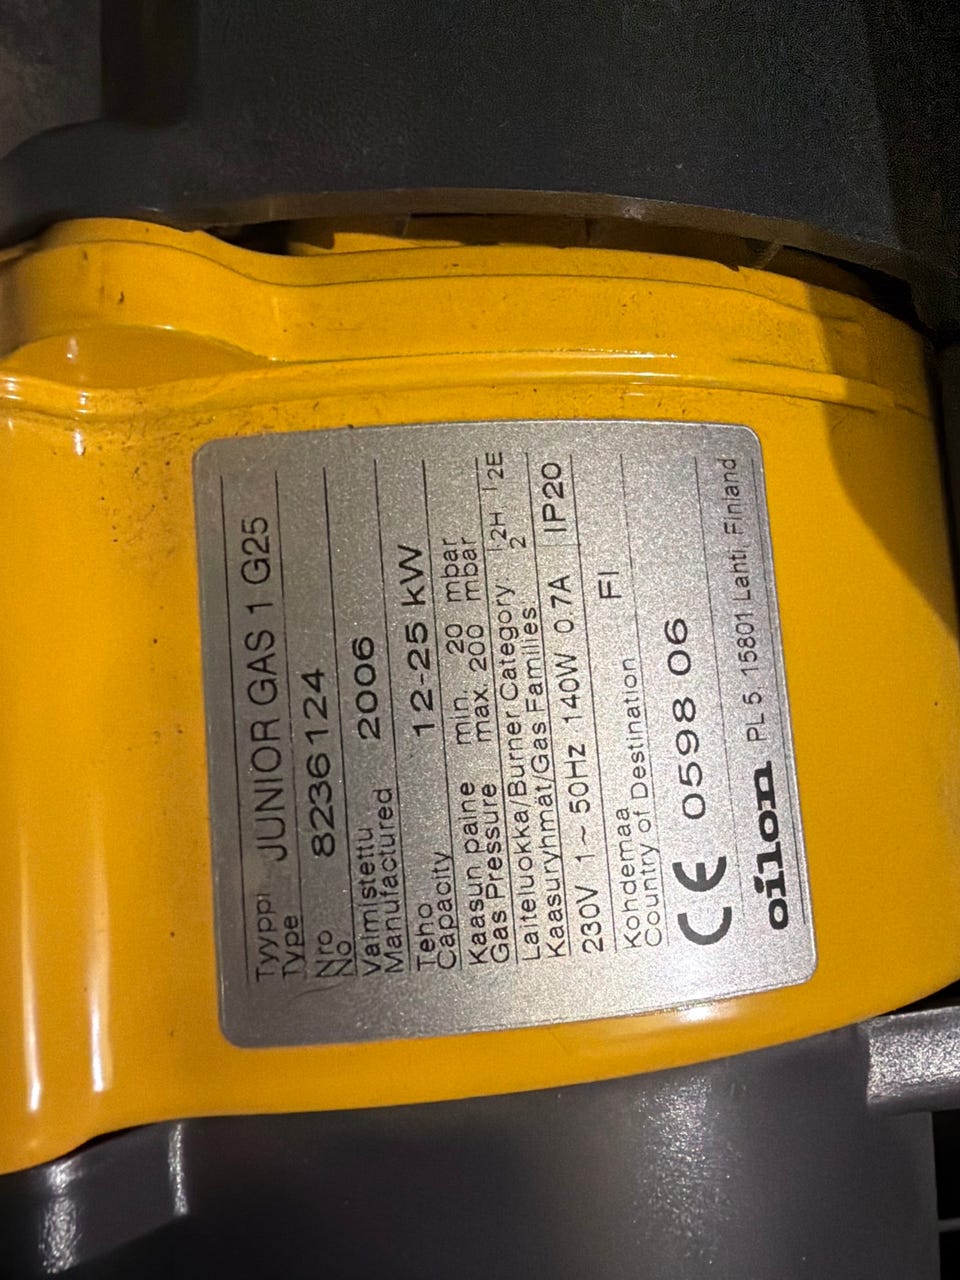 Tyyppi JUNIOR GAS 1 G25
Type
Nro 8236124
No
Valmistettu 2006
Manufactured
Teho 12-25 kW
Capacity
Kaasun paine min. 20 mbar
Gas Pressure max. 200 mbar
Laiteluokka/Burner Category I2H I2E
Kaasuryhmät/Gas Families 2
230V 1~ 50Hz 140W 0.7A IP20
Kohdemaa FI
Country of Destination
CE 0598 06
oilon PL 5 15801 Lahti, Finland